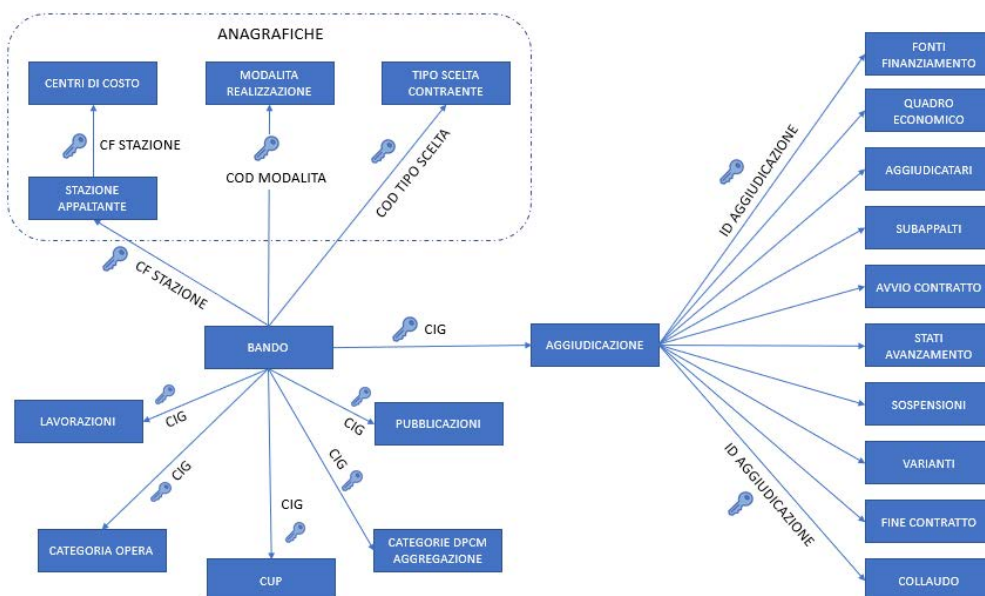 ANAGRAFICHE
CENTRI DI COSTO
MODALITA
REALIZZAZIONE
TIPO SCELTA
CONTRAENTE
CF STAZIONE
COD MODALITA
COD TIPO SCELTA
STAZIONE
APPALTANTE
CF STAZIONE
BANDO
CIG
AGGIUDICAZIONE
LAVORAZIONI
CIG
CIG
PUBBLICAZIONI
CIG
CIG
CIG
CATEGORIA OPERA
CUP
CATEGORIE DPCM
AGGREGAZIONE
ID AGGIUDICAZIONE
ID AGGIUDICAZIONE
FONTI
FINANZIAMENTO
QUADRO
ECONOMICO
AGGIUDICATARI
SUBAPPALTI
AVVIO CONTRATTO
STATI
AVANZAMENTO
SOSPENSIONI
VARIANTI
FINE CONTRATTO
COLLAUDO